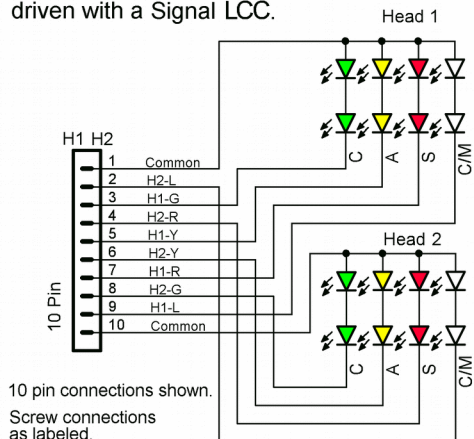 driven with a Signal LCC.
Head 1
H1 H2
1 Common
2 H2-L
3 H1-G
4 H2-R
5 H1-Y
6 H2-Y
7 H1-R
8 H2-G
9 H1-L
10 Common
10 Pin
C A S C/M
Head 2
C A S C/M
10 pin connections shown.
Screw connections
as labeled.